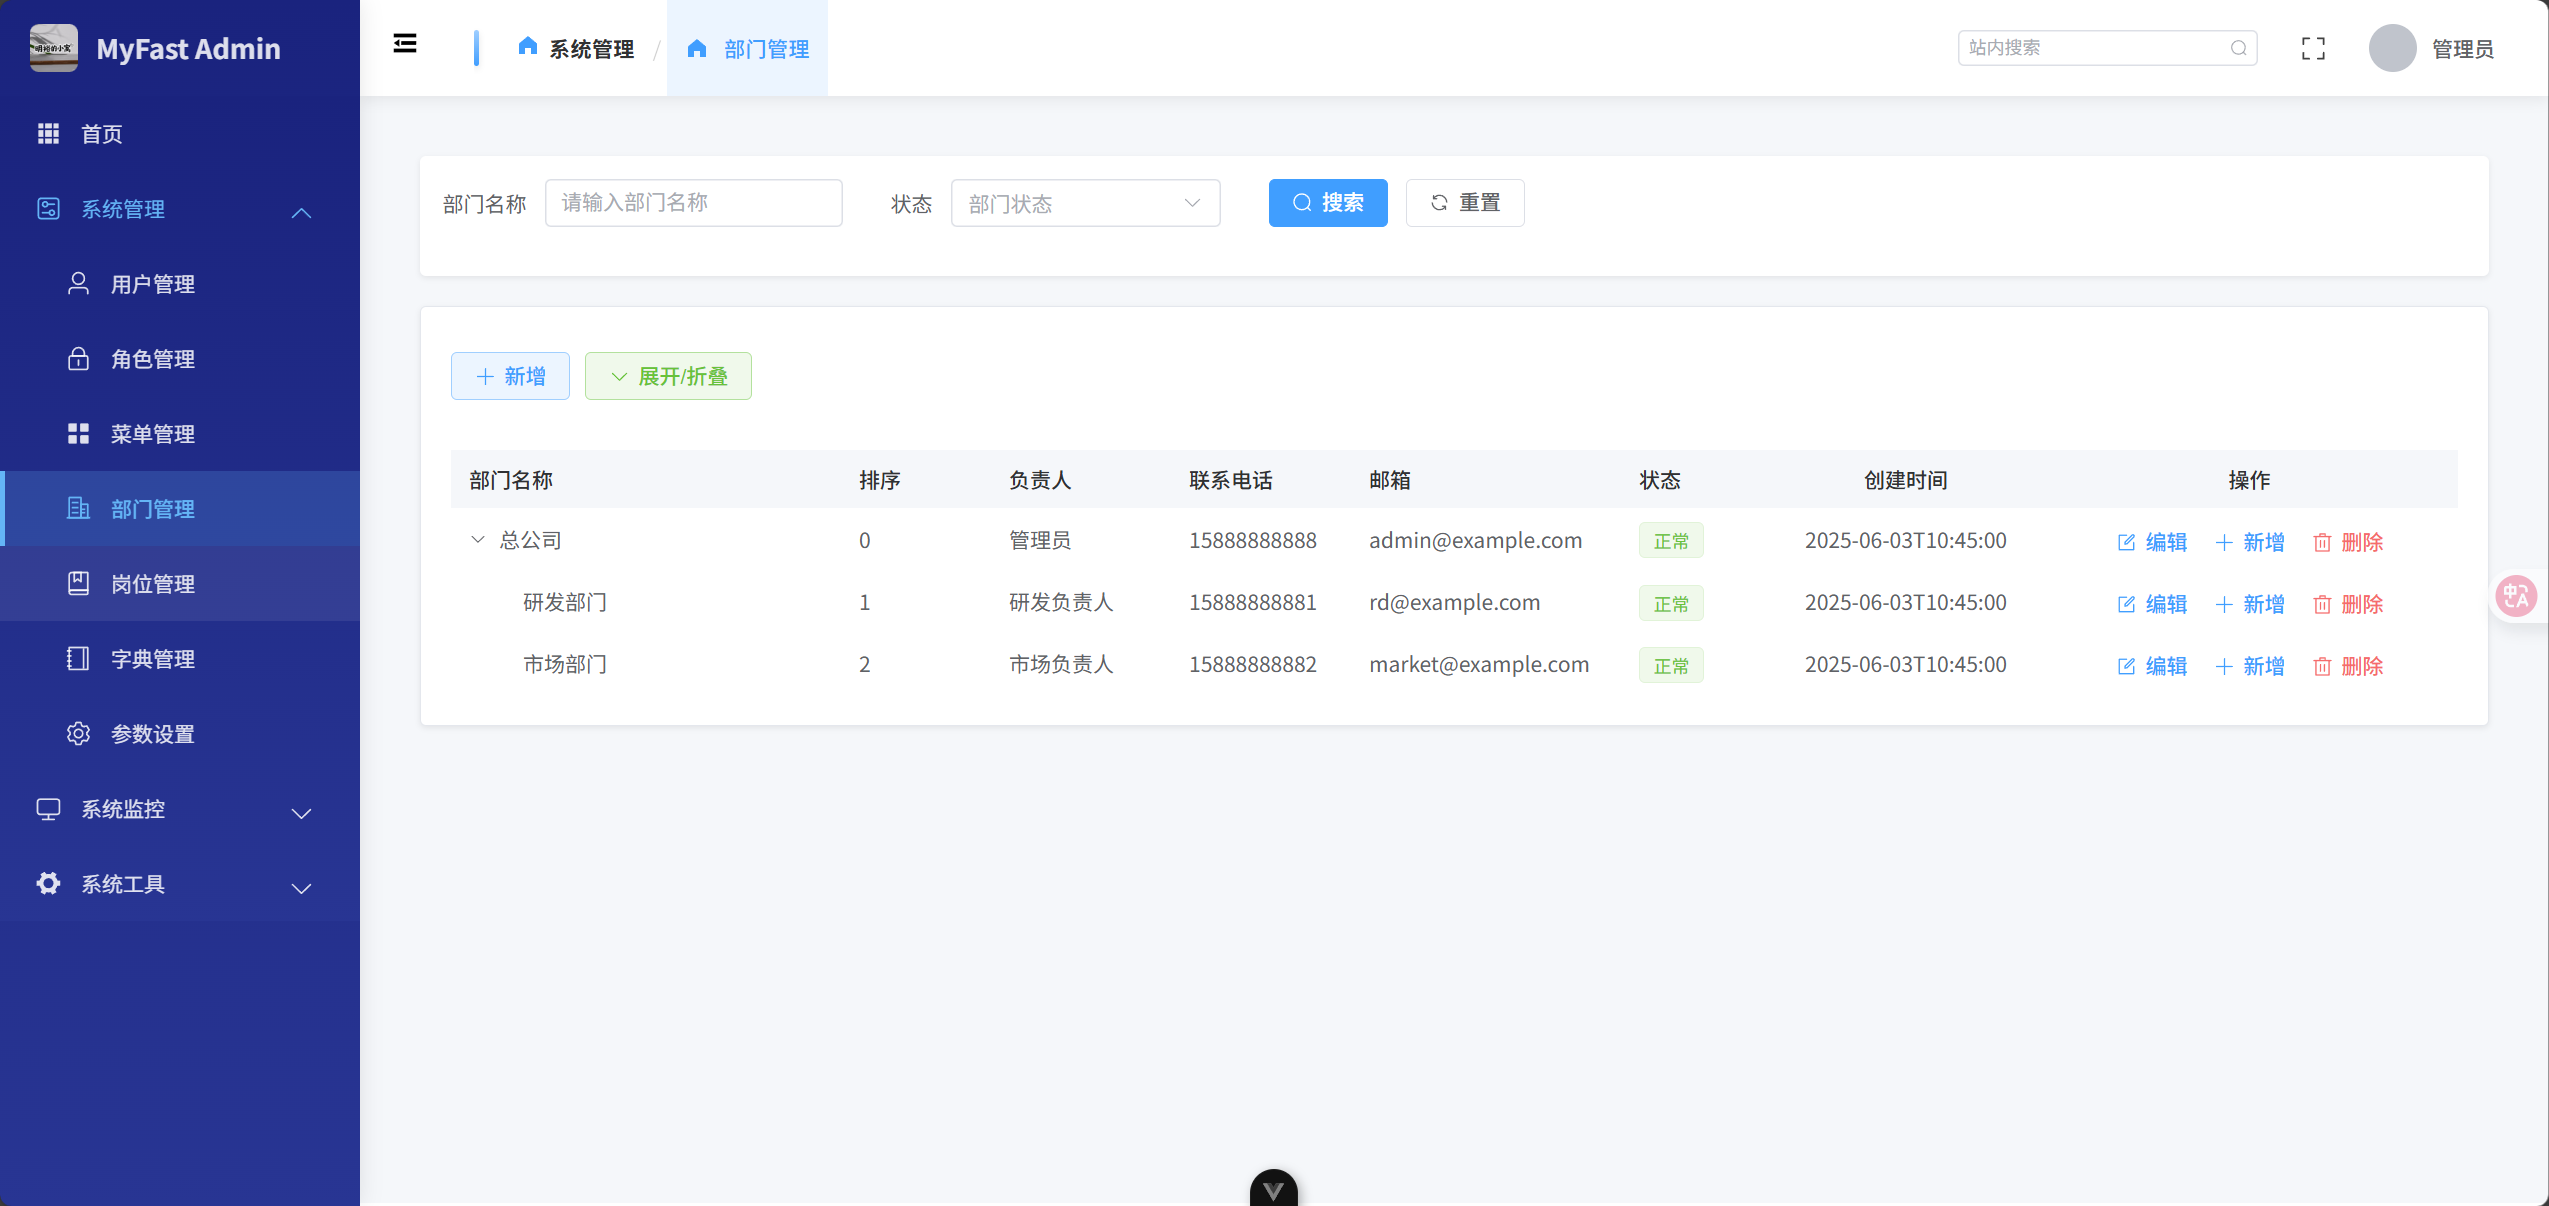 明裕的小窝
MyFast Admin
系统管理 / 部门管理
站内搜索
管理员
首页
系统管理
用户管理
角色管理
菜单管理
部门管理
岗位管理
字典管理
参数设置
系统监控
系统工具
部门名称 请输入部门名称 状态 部门状态 搜索 重置
新增 展开/折叠
部门名称 排序 负责人 联系电话 邮箱 状态 创建时间 操作
总公司 0 管理员 15888888888 admin@example.com 正常 2025-06-03T10:45:00 编辑 新增 删除
研发部门 1 研发负责人 15888888881 rd@example.com 正常 2025-06-03T10:45:00 编辑 新增 删除
市场部门 2 市场负责人 15888888882 market@example.com 正常 2025-06-03T10:45:00 编辑 新增 删除
中A